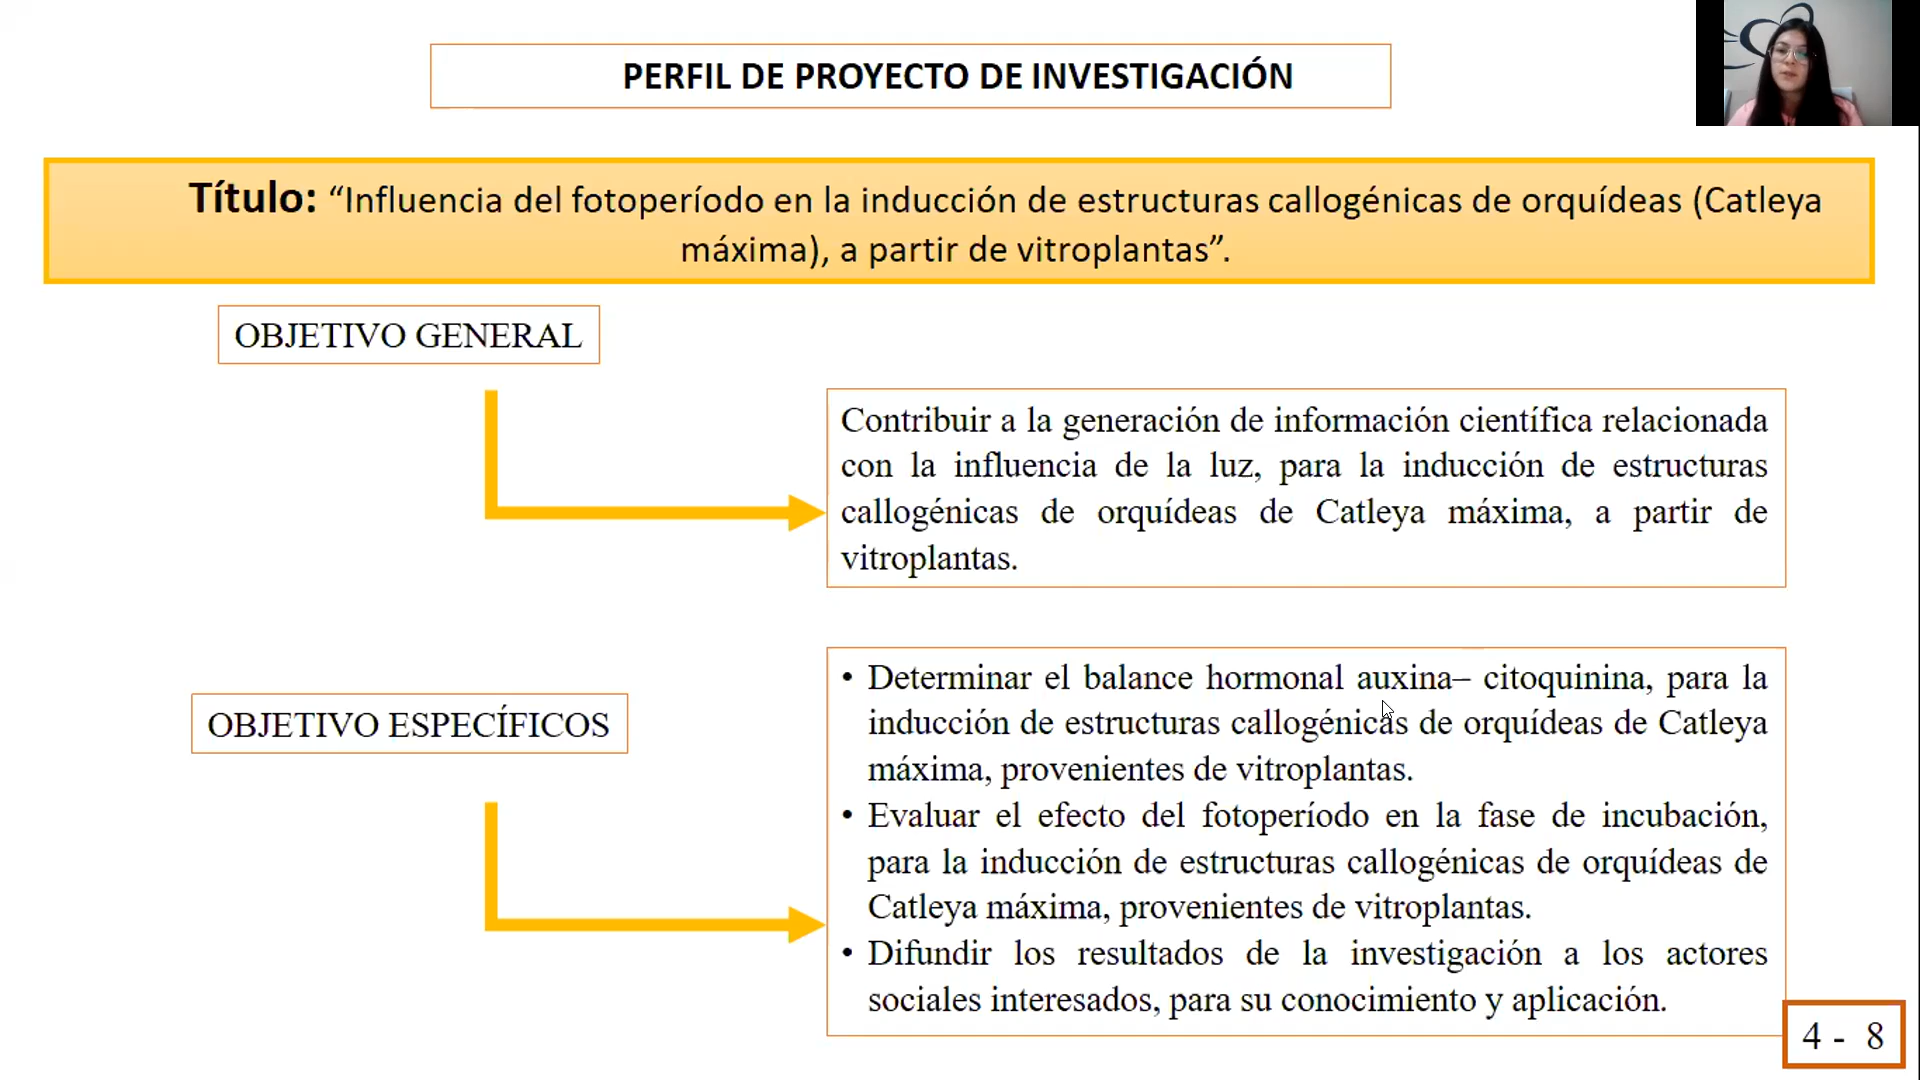 PERFIL DE PROYECTO DE INVESTIGACIÓN
Título: “Influencia del fotoperíodo en la inducción de estructuras callogénicas de orquídeas (Catleya
máxima), a partir de vitroplantas”.
OBJETIVO GENERAL
Contribuir a la generación de información científica relacionada
con la influencia de la luz, para la inducción de estructuras
callogénicas de orquídeas de Catleya máxima, a partir de
vitroplantas.
OBJETIVO ESPECÍFICOS
• Determinar el balance hormonal auxina– citoquinina, para la
inducción de estructuras callogénicas de orquídeas de Catleya
máxima, provenientes de vitroplantas.
• Evaluar el efecto del fotoperíodo en la fase de incubación,
para la inducción de estructuras callogénicas de orquídeas de
Catleya máxima, provenientes de vitroplantas.
• Difundir los resultados de la investigación a los actores
sociales interesados, para su conocimiento y aplicación.
4 - 8